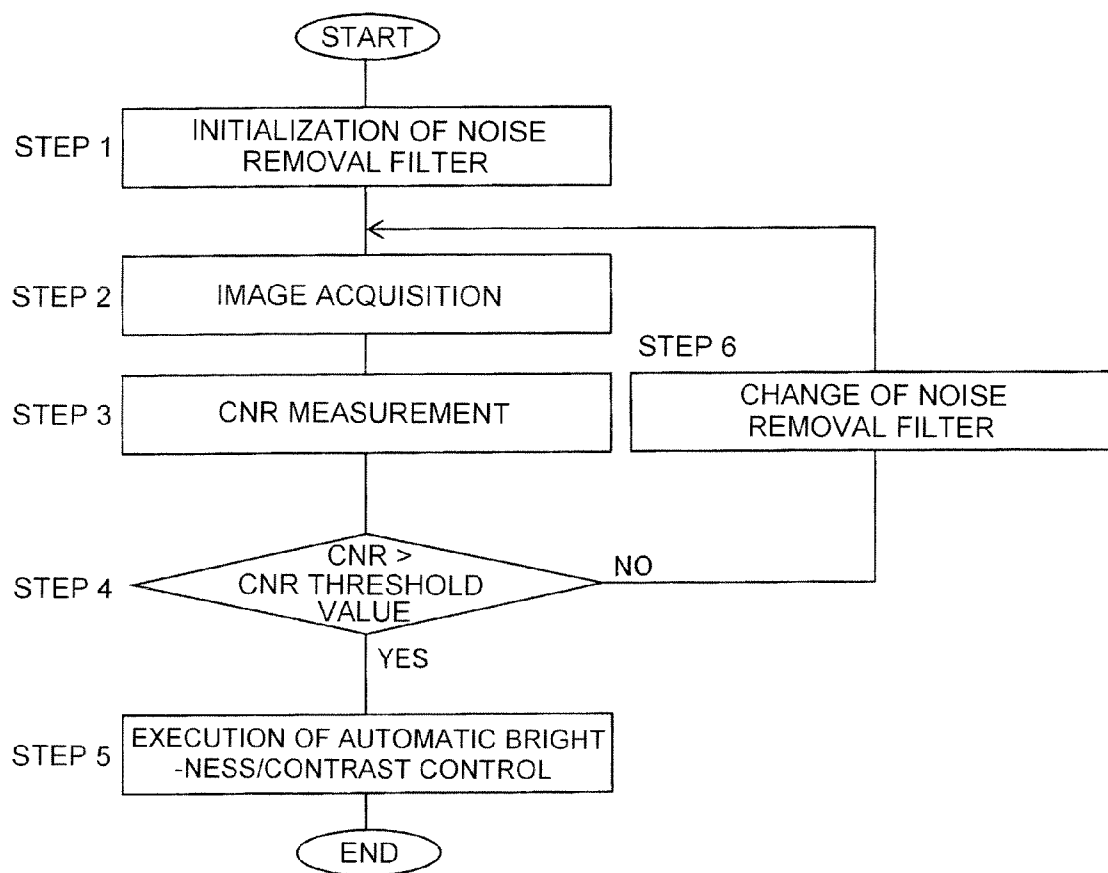 START
STEP 1
INITIALIZATION OF NOISE
REMOVAL FILTER
STEP 2
IMAGE ACQUISITION
STEP 3
CNR MEASUREMENT
STEP 6
CHANGE OF NOISE
REMOVAL FILTER
STEP 4
CNR >
CNR THRESHOLD
VALUE
NO
YES
STEP 5
EXECUTION OF AUTOMATIC BRIGHT
-NESS/CONTRAST CONTROL
END